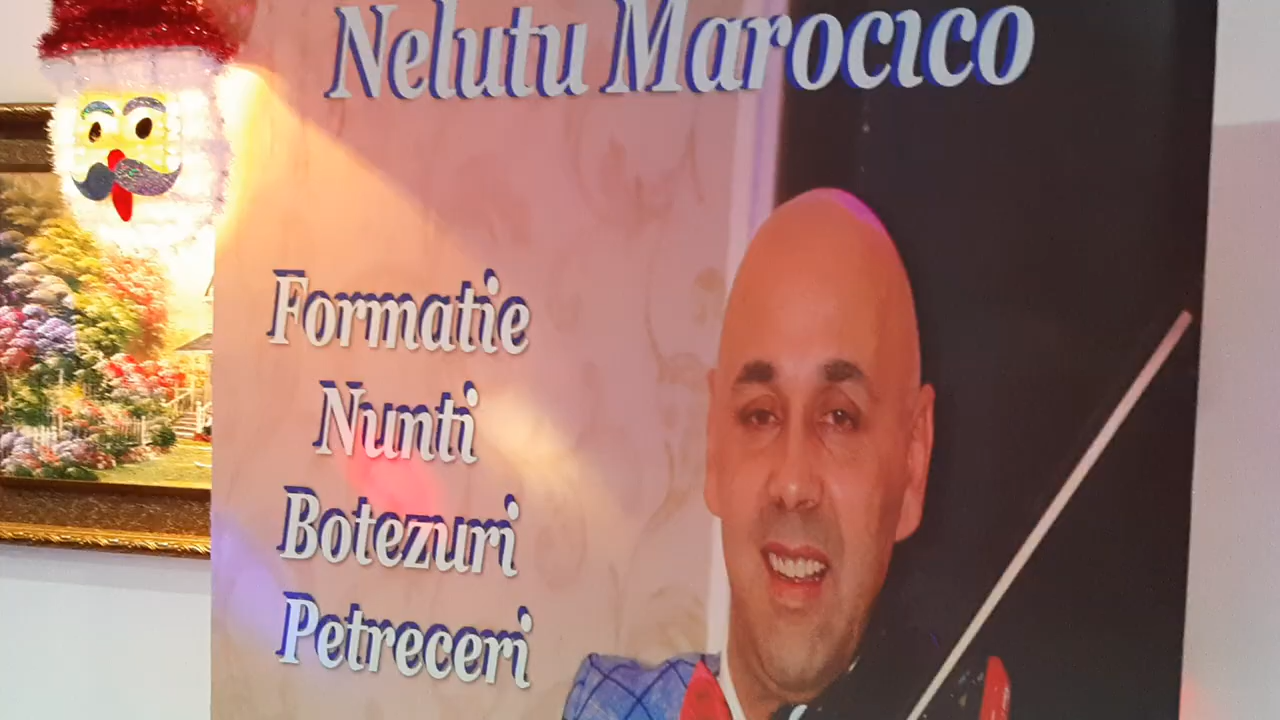 Nelutu Marocico
Formatie
Nunti
Botezuri
Petreceri